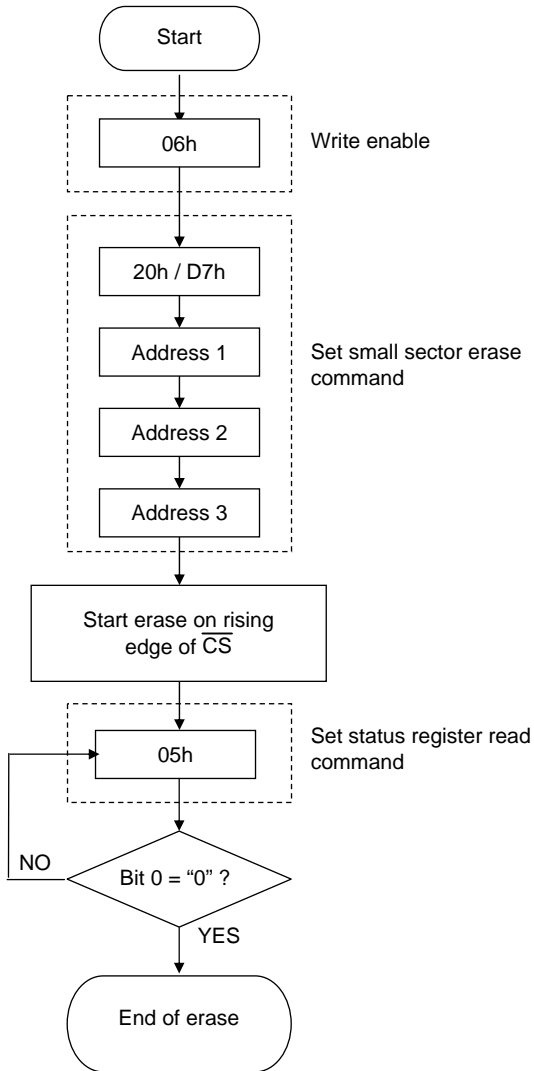 Start
06h
Write enable
20h / D7h
Address 1
Set small sector erase
command
Address 2
Address 3
Start erase on rising
edge of C̅S̅
05h
Set status register read
command
NO
Bit 0 = “0” ?
YES
End of erase